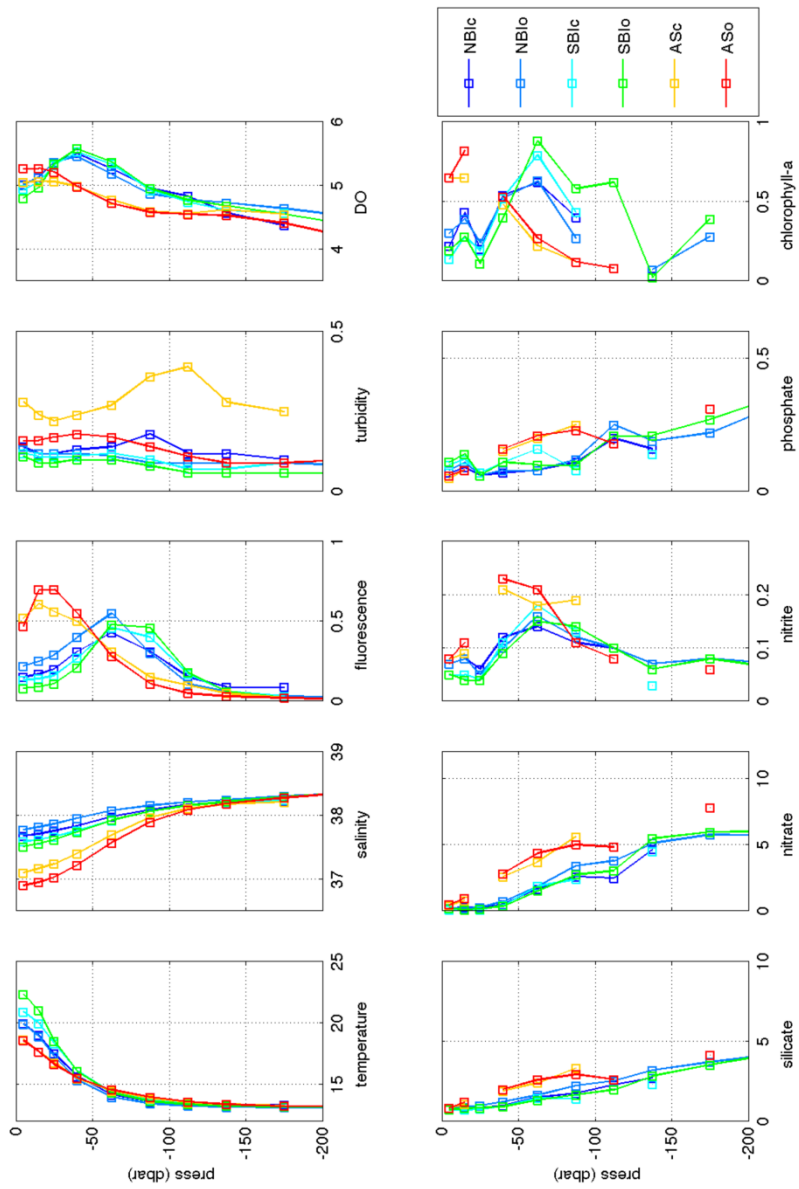 0
-50
-100
-150
-200
press (dbar)
15 20 25
temperature
37 38 39
salinity
0 0.5 1
fluorescence
0 0.5
turbidity
4 5 6
DO
0
-50
-100
-150
-200
press (dbar)
0 5 10
silicate
0 5 10
nitrate
0 0.1 0.2
nitrite
0 0.5
phosphate
0 0.5 1
chlorophyll-a
NBIc
NBIo
SBIc
SBIo
ASc
ASo